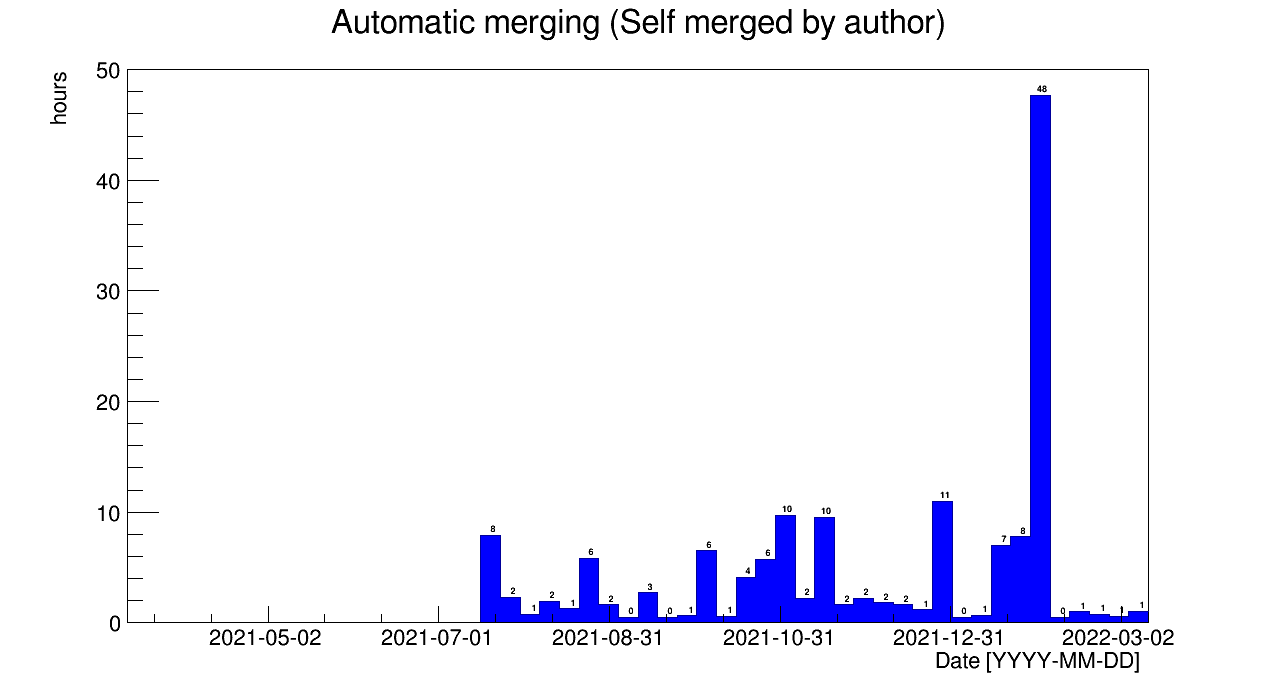 Automatic merging (Self merged by author)
hours
50
40
30
20
10
0
8 2 1 2 1 6 2 0 3 0 1 6 1 4 6 10 2 10 2 2 2 2 1 11 0 1 7 8 48 0 1 1 1 1
2021-05-02 2021-07-01 2021-08-31 2021-10-31 2021-12-31 2022-03-02
Date [YYYY-MM-DD]